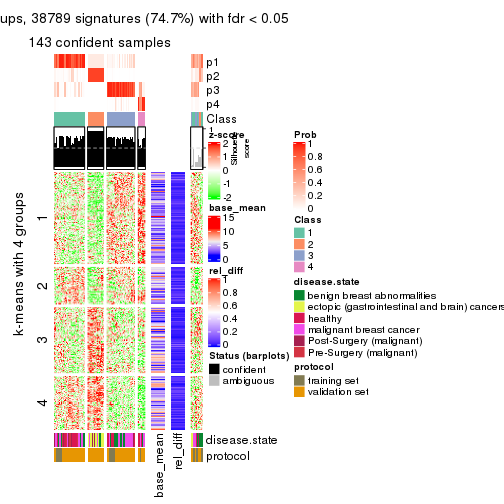 ups, 38789 signatures (74.7%) with fdr < 0.05
143 confident samples
p1
p2
p3
p4
Class
1
Silhouette score
k-means with 4 groups
1
2
3
4
base_mean
rel_diff
disease.state
protocol
z-score
2
1
0
-1
-2
base_mean
15
10
5
0
rel_diff
1
0.8
0.6
0.4
0.2
0
Status (barplots)
confident
ambiguous
Prob
1
0.8
0.6
0.4
0.2
0
Class
1
2
3
4
disease.state
benign breast abnormalities
ectopic (gastrointestinal and brain) cancers
healthy
malignant breast cancer
Post-Surgery (malignant)
Pre-Surgery (malignant)
protocol
training set
validation set